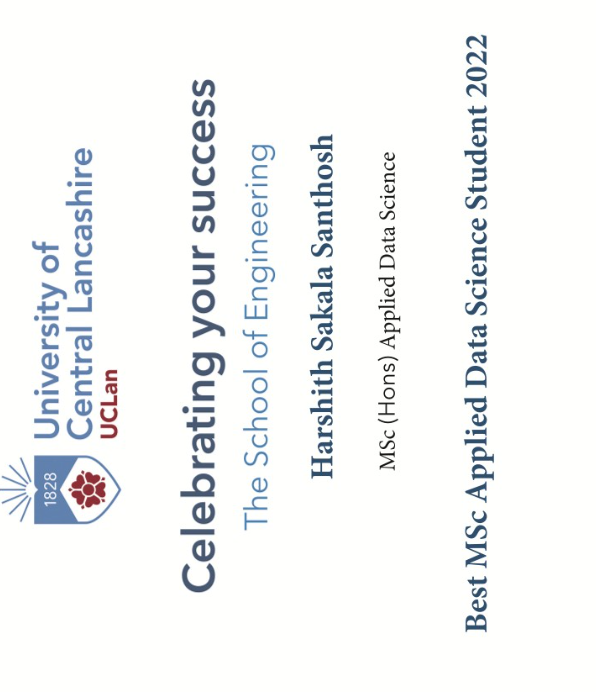 University of
Central Lancashire
UCLan
1828
Celebrating your success
The School of Engineering
Harshith Sakala Santhosh
MSc (Hons) Applied Data Science
Best MSc Applied Data Science Student 2022